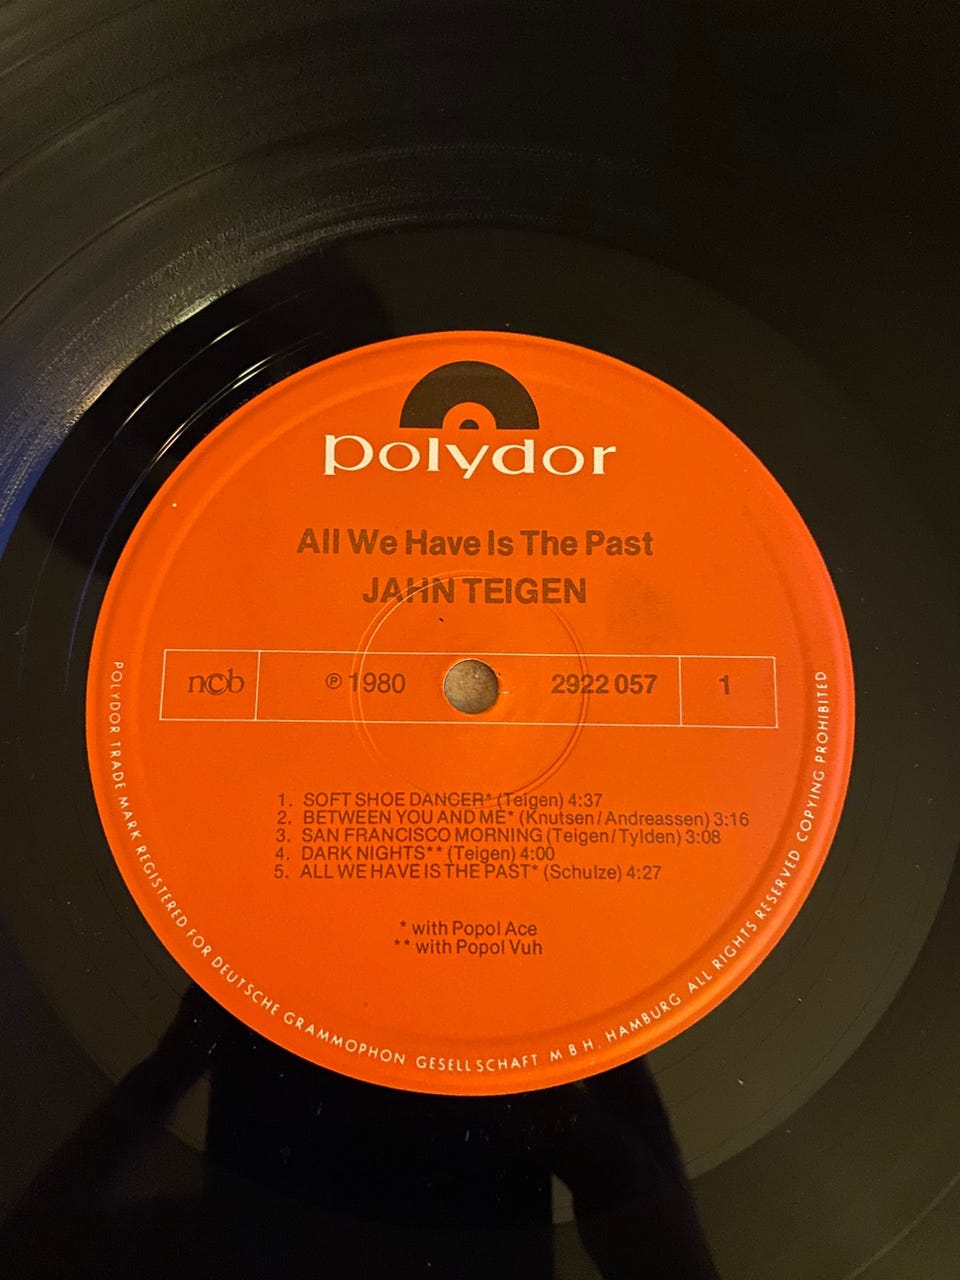 polydor
All We Have Is The Past
JAHN TEIGEN
ncb
℗ 1980
2922 057
1
1. SOFT SHOE DANCER* (Teigen) 4:37
2. BETWEEN YOU AND ME* (Knutsen/Andreassen) 3:16
3. SAN FRANCISCO MORNING (Teigen/Tylden) 3:08
4. DARK NIGHTS** (Teigen) 4:00
5. ALL WE HAVE IS THE PAST* (Schulze) 4:27
* with Popol Ace
** with Popol Vuh
POLYDOR TRADE MARK REGISTERED FOR DEUTSCHE GRAMMOPHON GESELLSCHAFT M B H. HAMBURG ALL RIGHTS RESERVED COPYING PROHIBITED